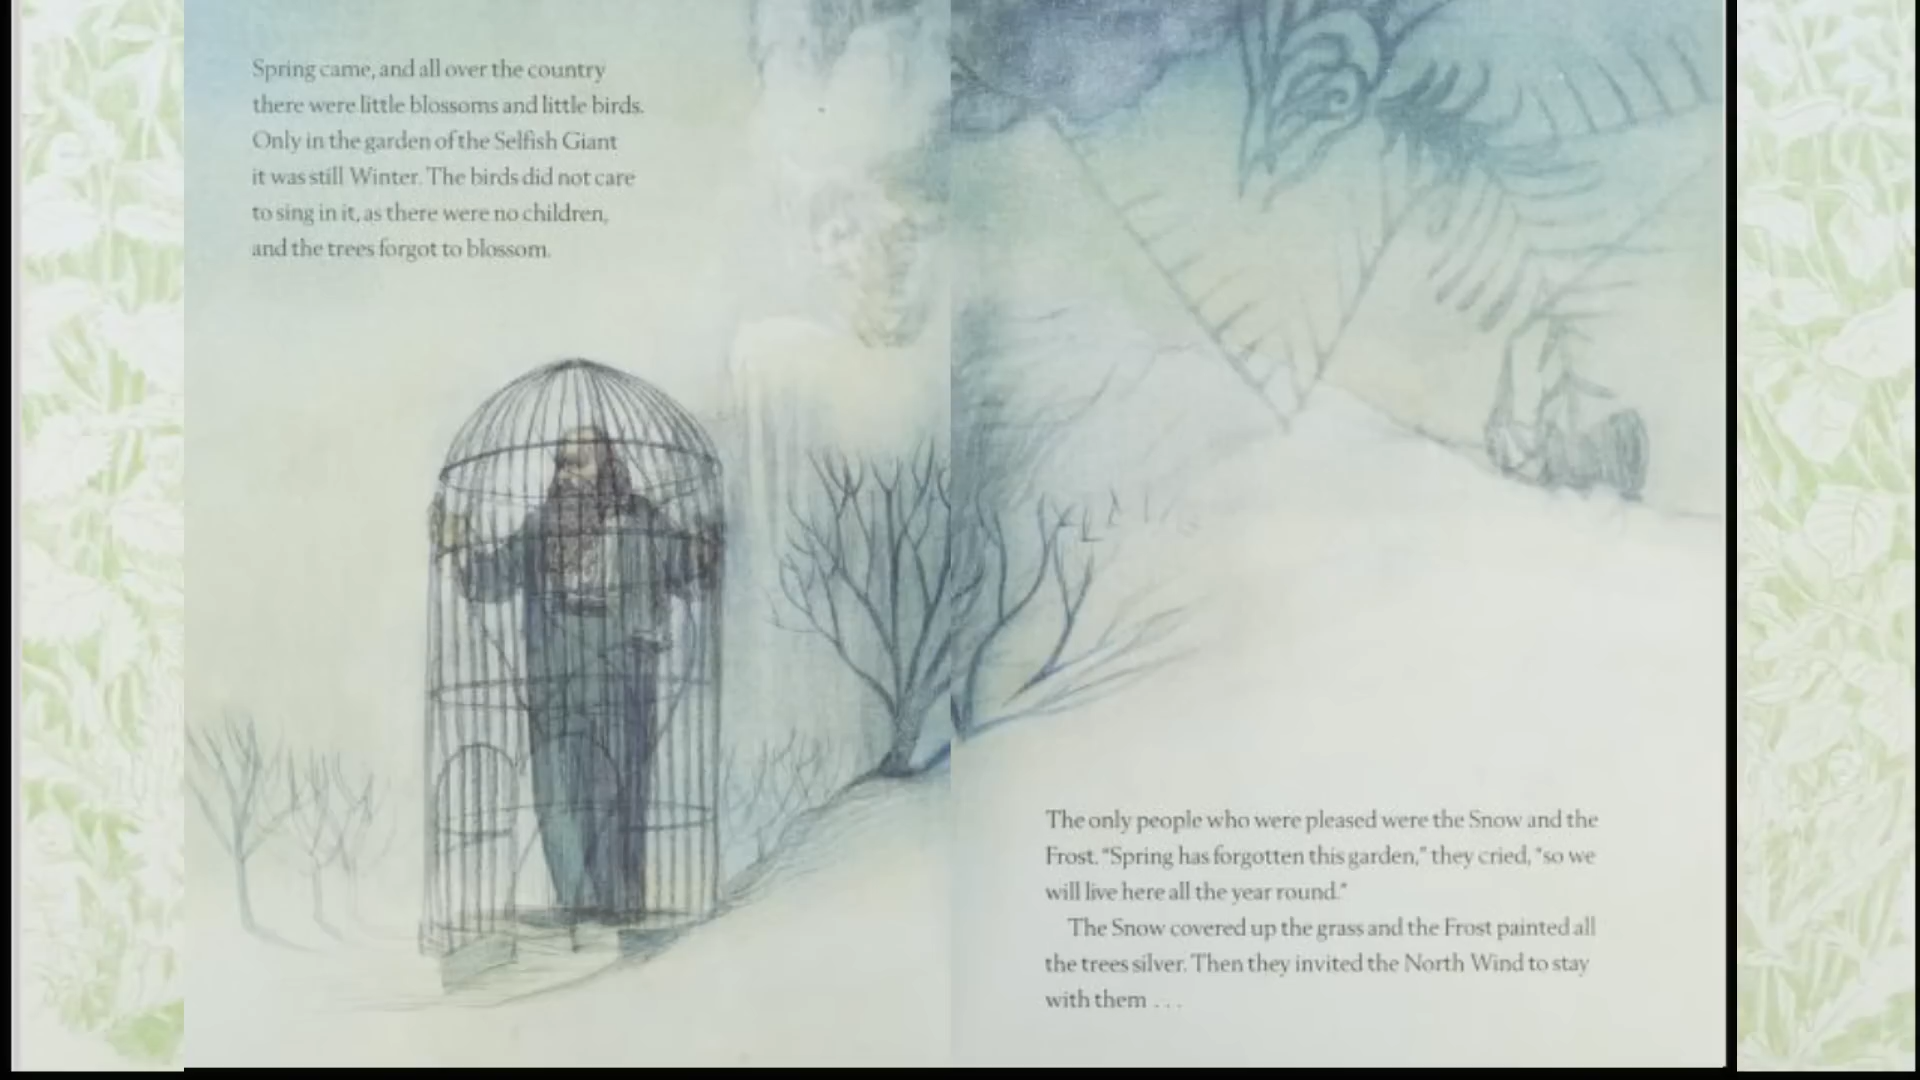 Spring came, and all over the country
there were little blossoms and little birds.
Only in the garden of the Selfish Giant
it was still Winter. The birds did not care
to sing in it, as there were no children,
and the trees forgot to blossom.
The only people who were pleased were the Snow and the
Frost. "Spring has forgotten this garden," they cried, "so we
will live here all the year round."
The Snow covered up the grass and the Frost painted all
the trees silver. Then they invited the North Wind to stay
with them . . .